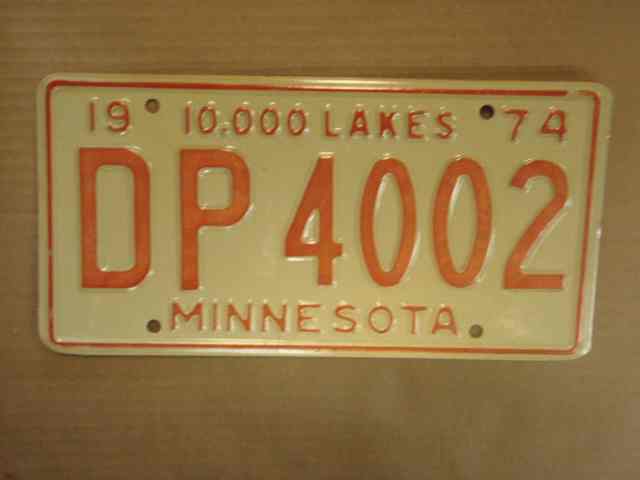 19 10,000 LAKES 74
DP 4002
MINNESOTA